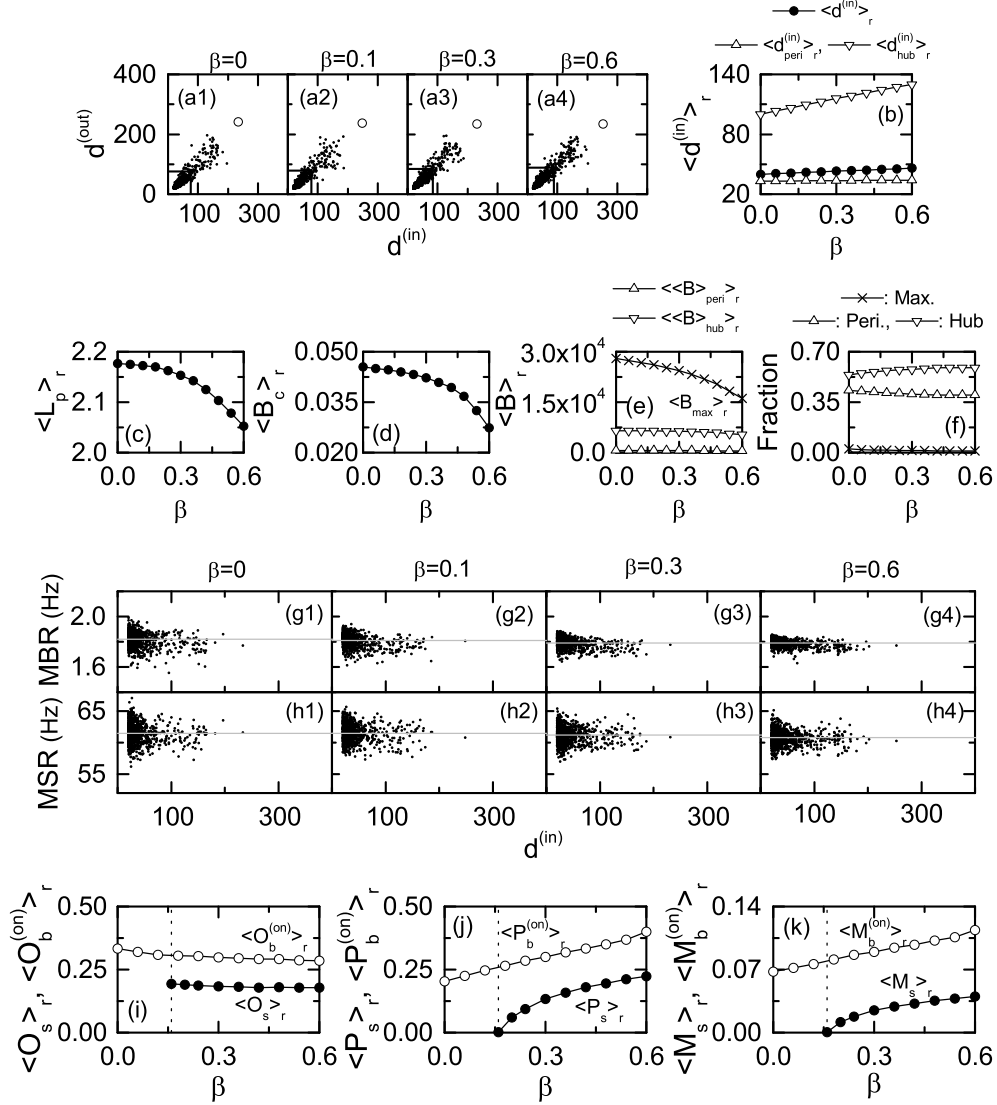 <d^(in)>_r
<d_peri^(in)>_r, <d_hub^(in)>_r
β=0 β=0.1 β=0.3 β=0.6
400
200
0
d^(out)
(a1) (a2) (a3) (a4)
100 300 100 300 100 300 100 300
d^(in)
140
80
20
<d^(in)>_r
(b)
0.0 0.3 0.6
β
2.2
2.1
2.0
<L_p>_r
(c)
0.0 0.3 0.6
β
0.050
0.035
0.020
<B_c>_r
(d)
0.0 0.3 0.6
β
<<B>_peri>_r
<<B>_hub>_r
3.0x10^4
1.5x10^4
0.0
<B>_r
(e)
<B_max>_r
0.0 0.3 0.6
β
: Max.
: Peri., : Hub
0.70
0.35
0.00
Fraction
(f)
0.0 0.3 0.6
β
β=0 β=0.1 β=0.3 β=0.6
2.0
1.6
MBR (Hz)
(g1) (g2) (g3) (g4)
65
55
MSR (Hz)
(h1) (h2) (h3) (h4)
100 300 100 300 100 300 100 300
d^(in)
0.50
0.25
0.00
<O_s>_r, <O_b^(on)>_r
<O_b^(on)>_r
<O_s>_r
(i)
0.0 0.3 0.6
β
0.50
0.25
0.00
<P_s>_r, <P_b^(on)>_r
(j)
<P_b^(on)>_r
<P_s>_r
0.0 0.3 0.6
β
0.14
0.07
0.00
<M_s>_r, <M_b^(on)>_r
(k)
<M_b^(on)>_r
<M_s>_r
0.0 0.3 0.6
β